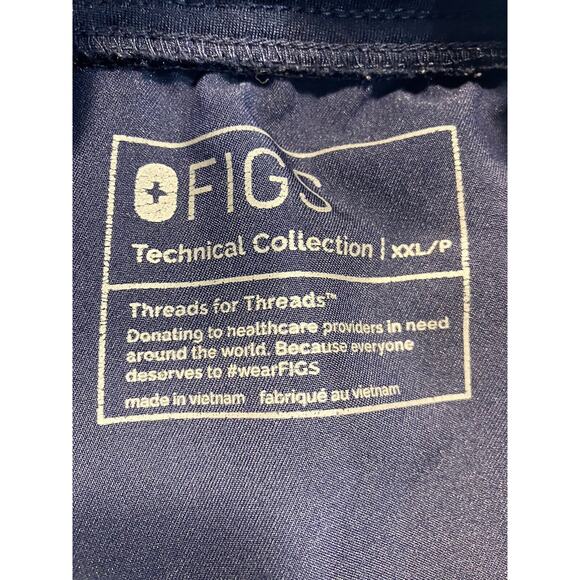 FIGS
Technical Collection | XXL/P
Threads for Threads™
Donating to healthcare providers in need
around the world. Because everyone
deserves to #wearFIGS
made in vietnam fabriqué au vietnam